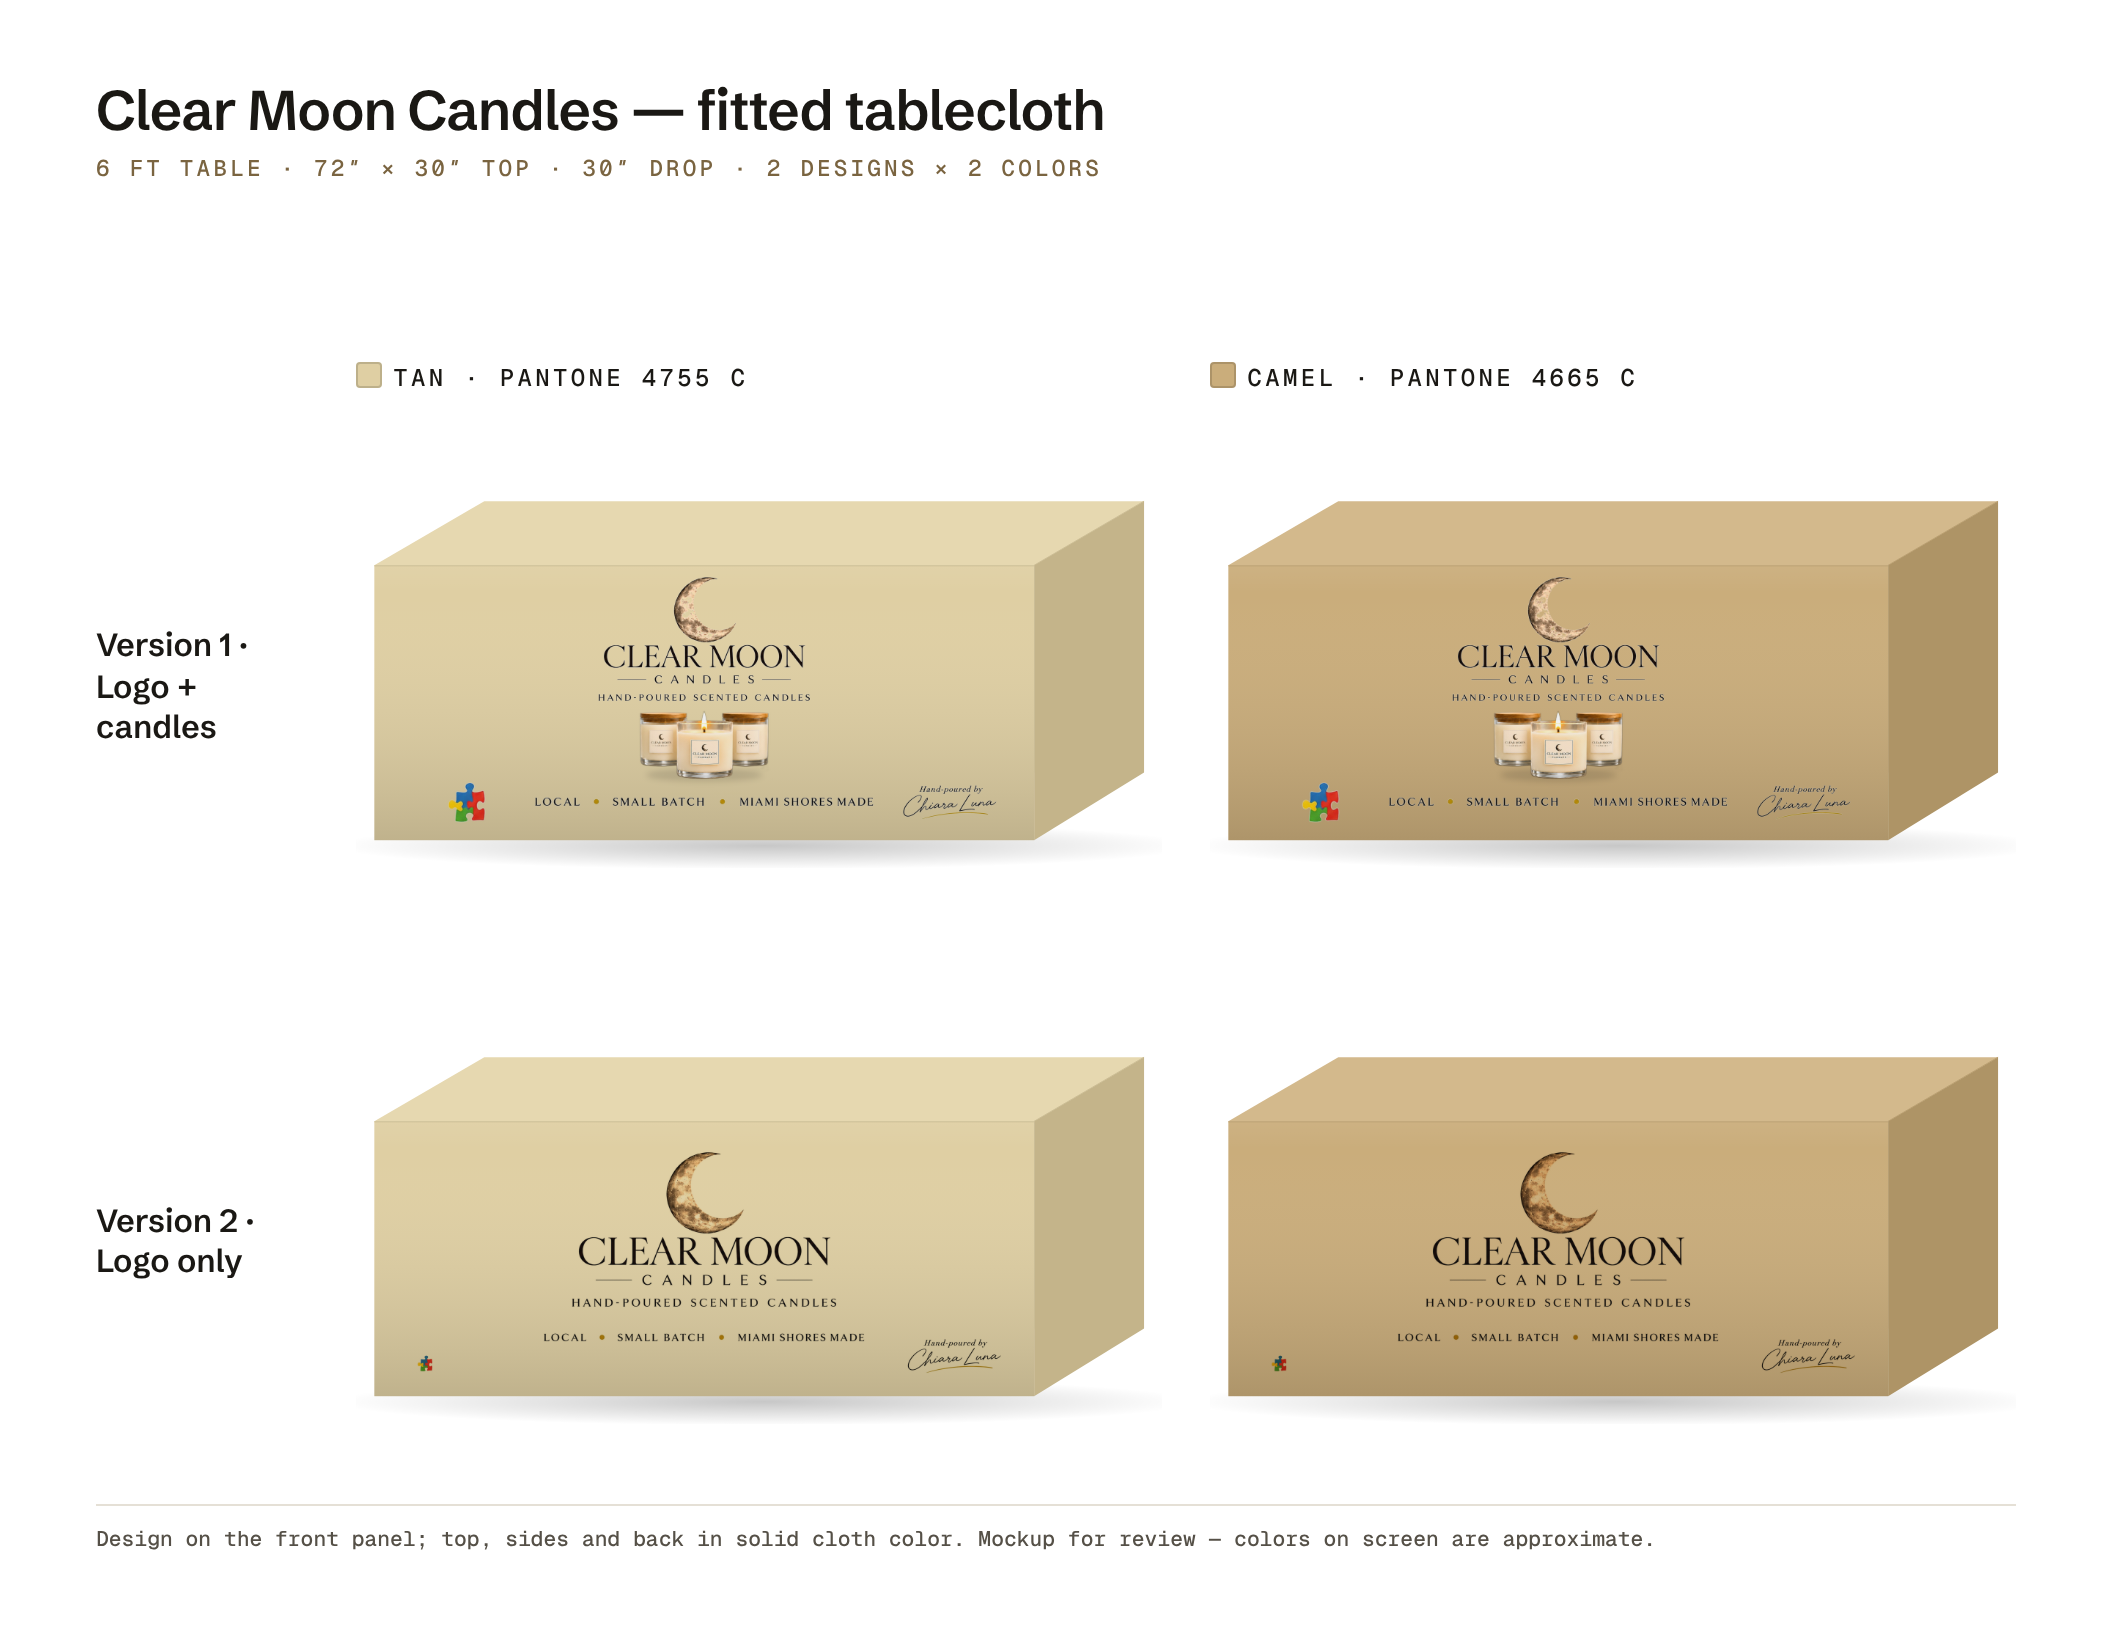 Clear Moon Candles — fitted tablecloth
6 FT TABLE · 72″ × 30″ TOP · 30″ DROP · 2 DESIGNS × 2 COLORS
TAN · PANTONE 4755 C
CAMEL · PANTONE 4665 C
Version 1 ·
Logo +
candles
CLEAR MOON
CANDLES
HAND-POURED SCENTED CANDLES
CLEAR MOON
LOCAL • SMALL BATCH • MIAMI SHORES MADE
Hand-poured by
Chiara Luna
CLEAR MOON
CANDLES
HAND-POURED SCENTED CANDLES
CLEAR MOON
LOCAL • SMALL BATCH • MIAMI SHORES MADE
Hand-poured by
Chiara Luna
Version 2 ·
Logo only
CLEAR MOON
CANDLES
HAND-POURED SCENTED CANDLES
LOCAL • SMALL BATCH • MIAMI SHORES MADE
Hand-poured by
Chiara Luna
CLEAR MOON
CANDLES
HAND-POURED SCENTED CANDLES
LOCAL • SMALL BATCH • MIAMI SHORES MADE
Hand-poured by
Chiara Luna
Design on the front panel; top, sides and back in solid cloth color. Mockup for review — colors on screen are approximate.